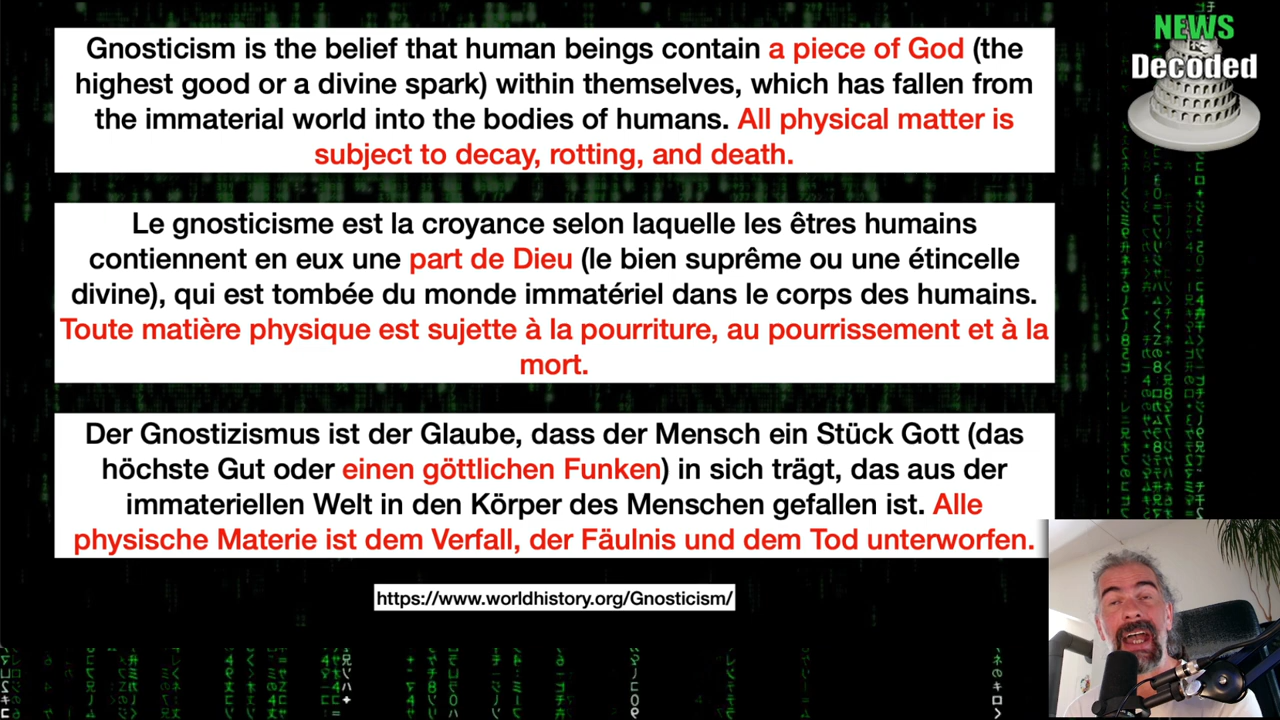 NEWS
Decoded
Gnosticism is the belief that human beings contain a piece of God (the
highest good or a divine spark) within themselves, which has fallen from
the immaterial world into the bodies of humans. All physical matter is
subject to decay, rotting, and death.
Le gnosticisme est la croyance selon laquelle les êtres humains
contiennent en eux une part de Dieu (le bien suprême ou une étincelle
divine), qui est tombée du monde immatériel dans le corps des humains.
Toute matière physique est sujette à la pourriture, au pourrissement et à la
mort.
Der Gnostizismus ist der Glaube, dass der Mensch ein Stück Gott (das
höchste Gut oder einen göttlichen Funken) in sich trägt, das aus der
immateriellen Welt in den Körper des Menschen gefallen ist. Alle
physische Materie ist dem Verfall, der Fäulnis und dem Tod unterworfen.
https://www.worldhistory.org/Gnosticism/